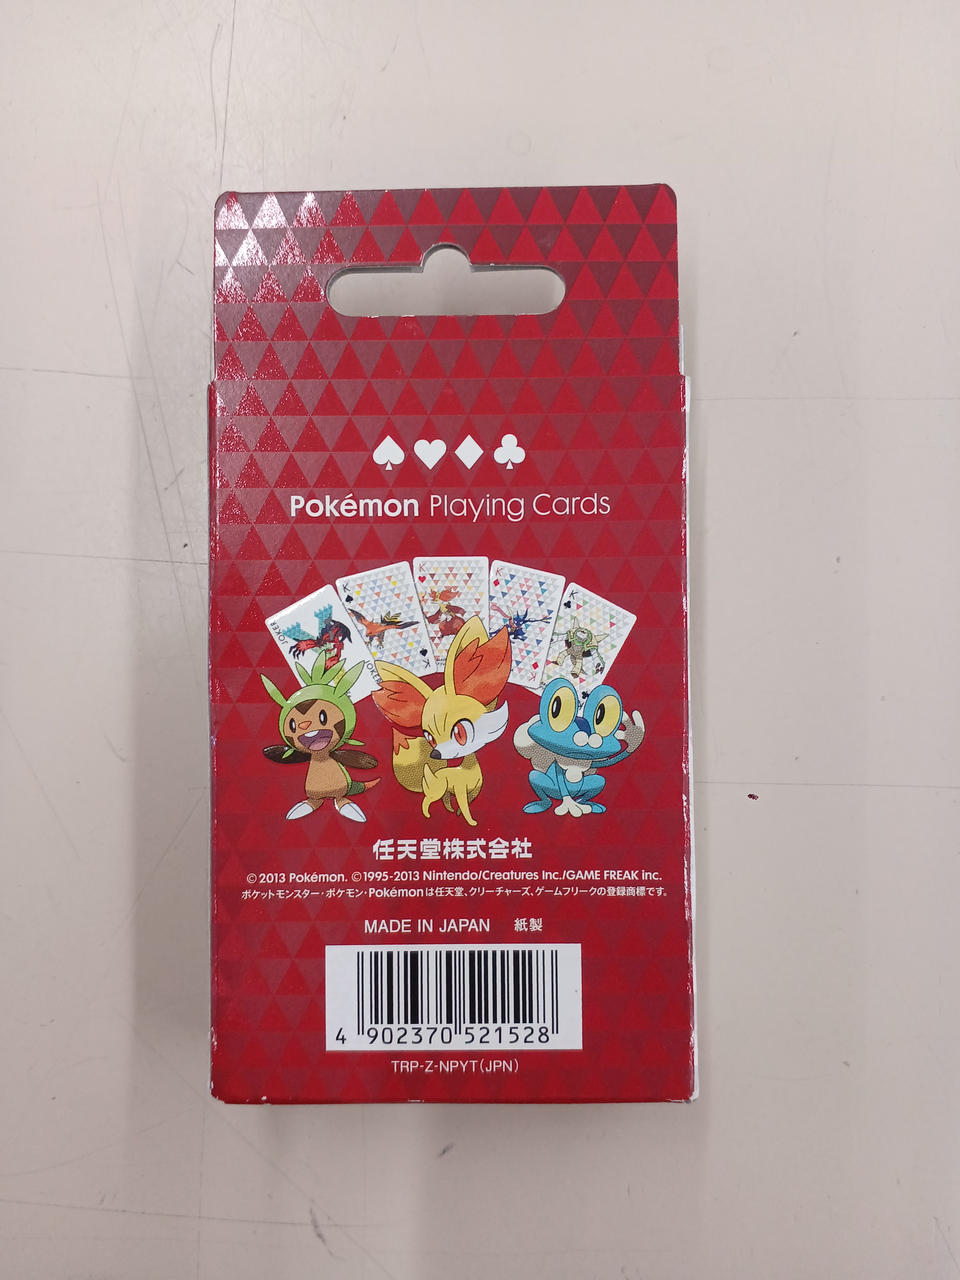 ♠♥♦♣
Pokémon Playing Cards
JOKER
K
K
K
K
JOKER
K
任天堂株式会社
©2013 Pokémon. ©1995-2013 Nintendo/Creatures Inc./GAME FREAK inc.
ポケットモンスター・ポケモン・Pokémonは任天堂、クリーチャーズ、ゲームフリークの登録商標です。
MADE IN JAPAN 紙製
4 902370 521528
TRP-Z-NPYT(JPN)